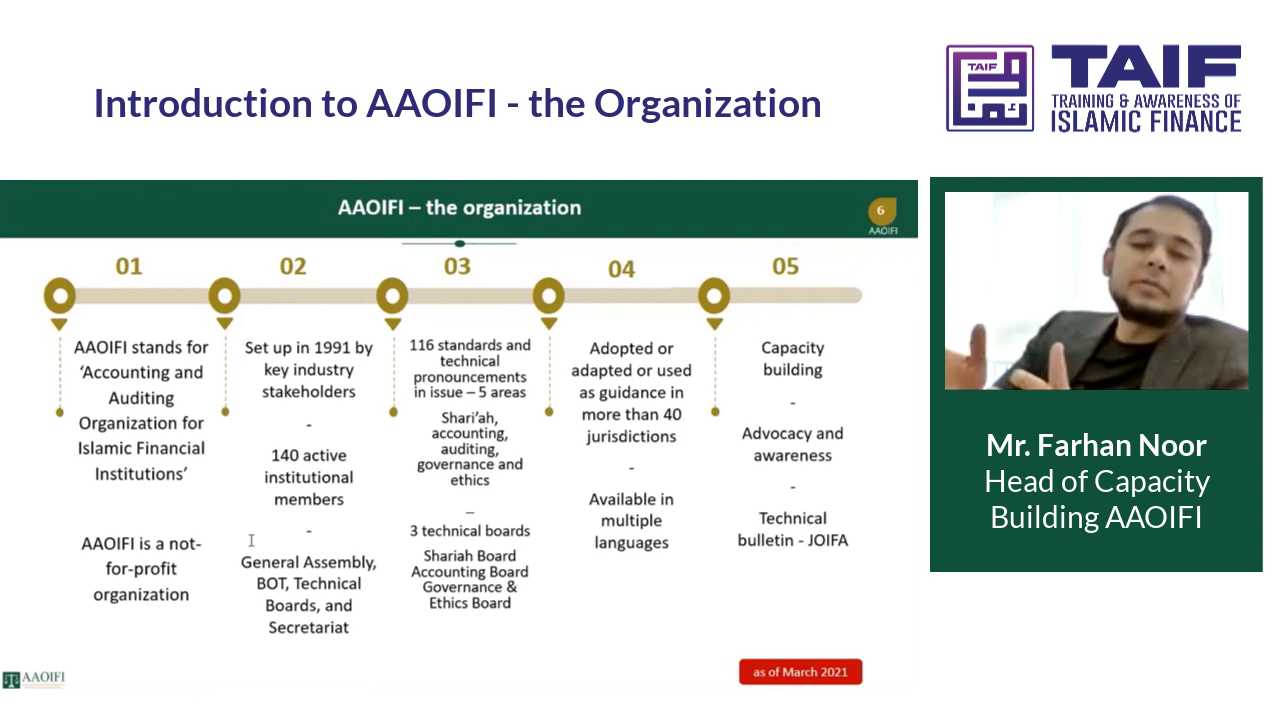 Introduction to AAOIFI - the Organization
TAIF
TAIF
TRAINING & AWARENESS OF
ISLAMIC FINANCE
AAOIFI – the organization
6
AAOIFI
01
AAOIFI stands for
‘Accounting and
Auditing
Organization for
Islamic Financial
Institutions’
AAOIFI is a not-
for-profit
organization
02
Set up in 1991 by
key industry
stakeholders
-
140 active
institutional
members
-
General Assembly,
BOT, Technical
Boards, and
Secretariat
03
116 standards and
technical
pronouncements
in issue – 5 areas
Shari’ah,
accounting,
auditing,
governance and
ethics
–
3 technical boards
Shariah Board
Accounting Board
Governance &
Ethics Board
04
Adopted or
adapted or used
as guidance in
more than 40
jurisdictions
-
Available in
multiple
languages
05
Capacity
building
-
Advocacy and
awareness
-
Technical
bulletin - JOIFA
as of March 2021
AAOIFI
Mr. Farhan Noor
Head of Capacity
Building AAOIFI